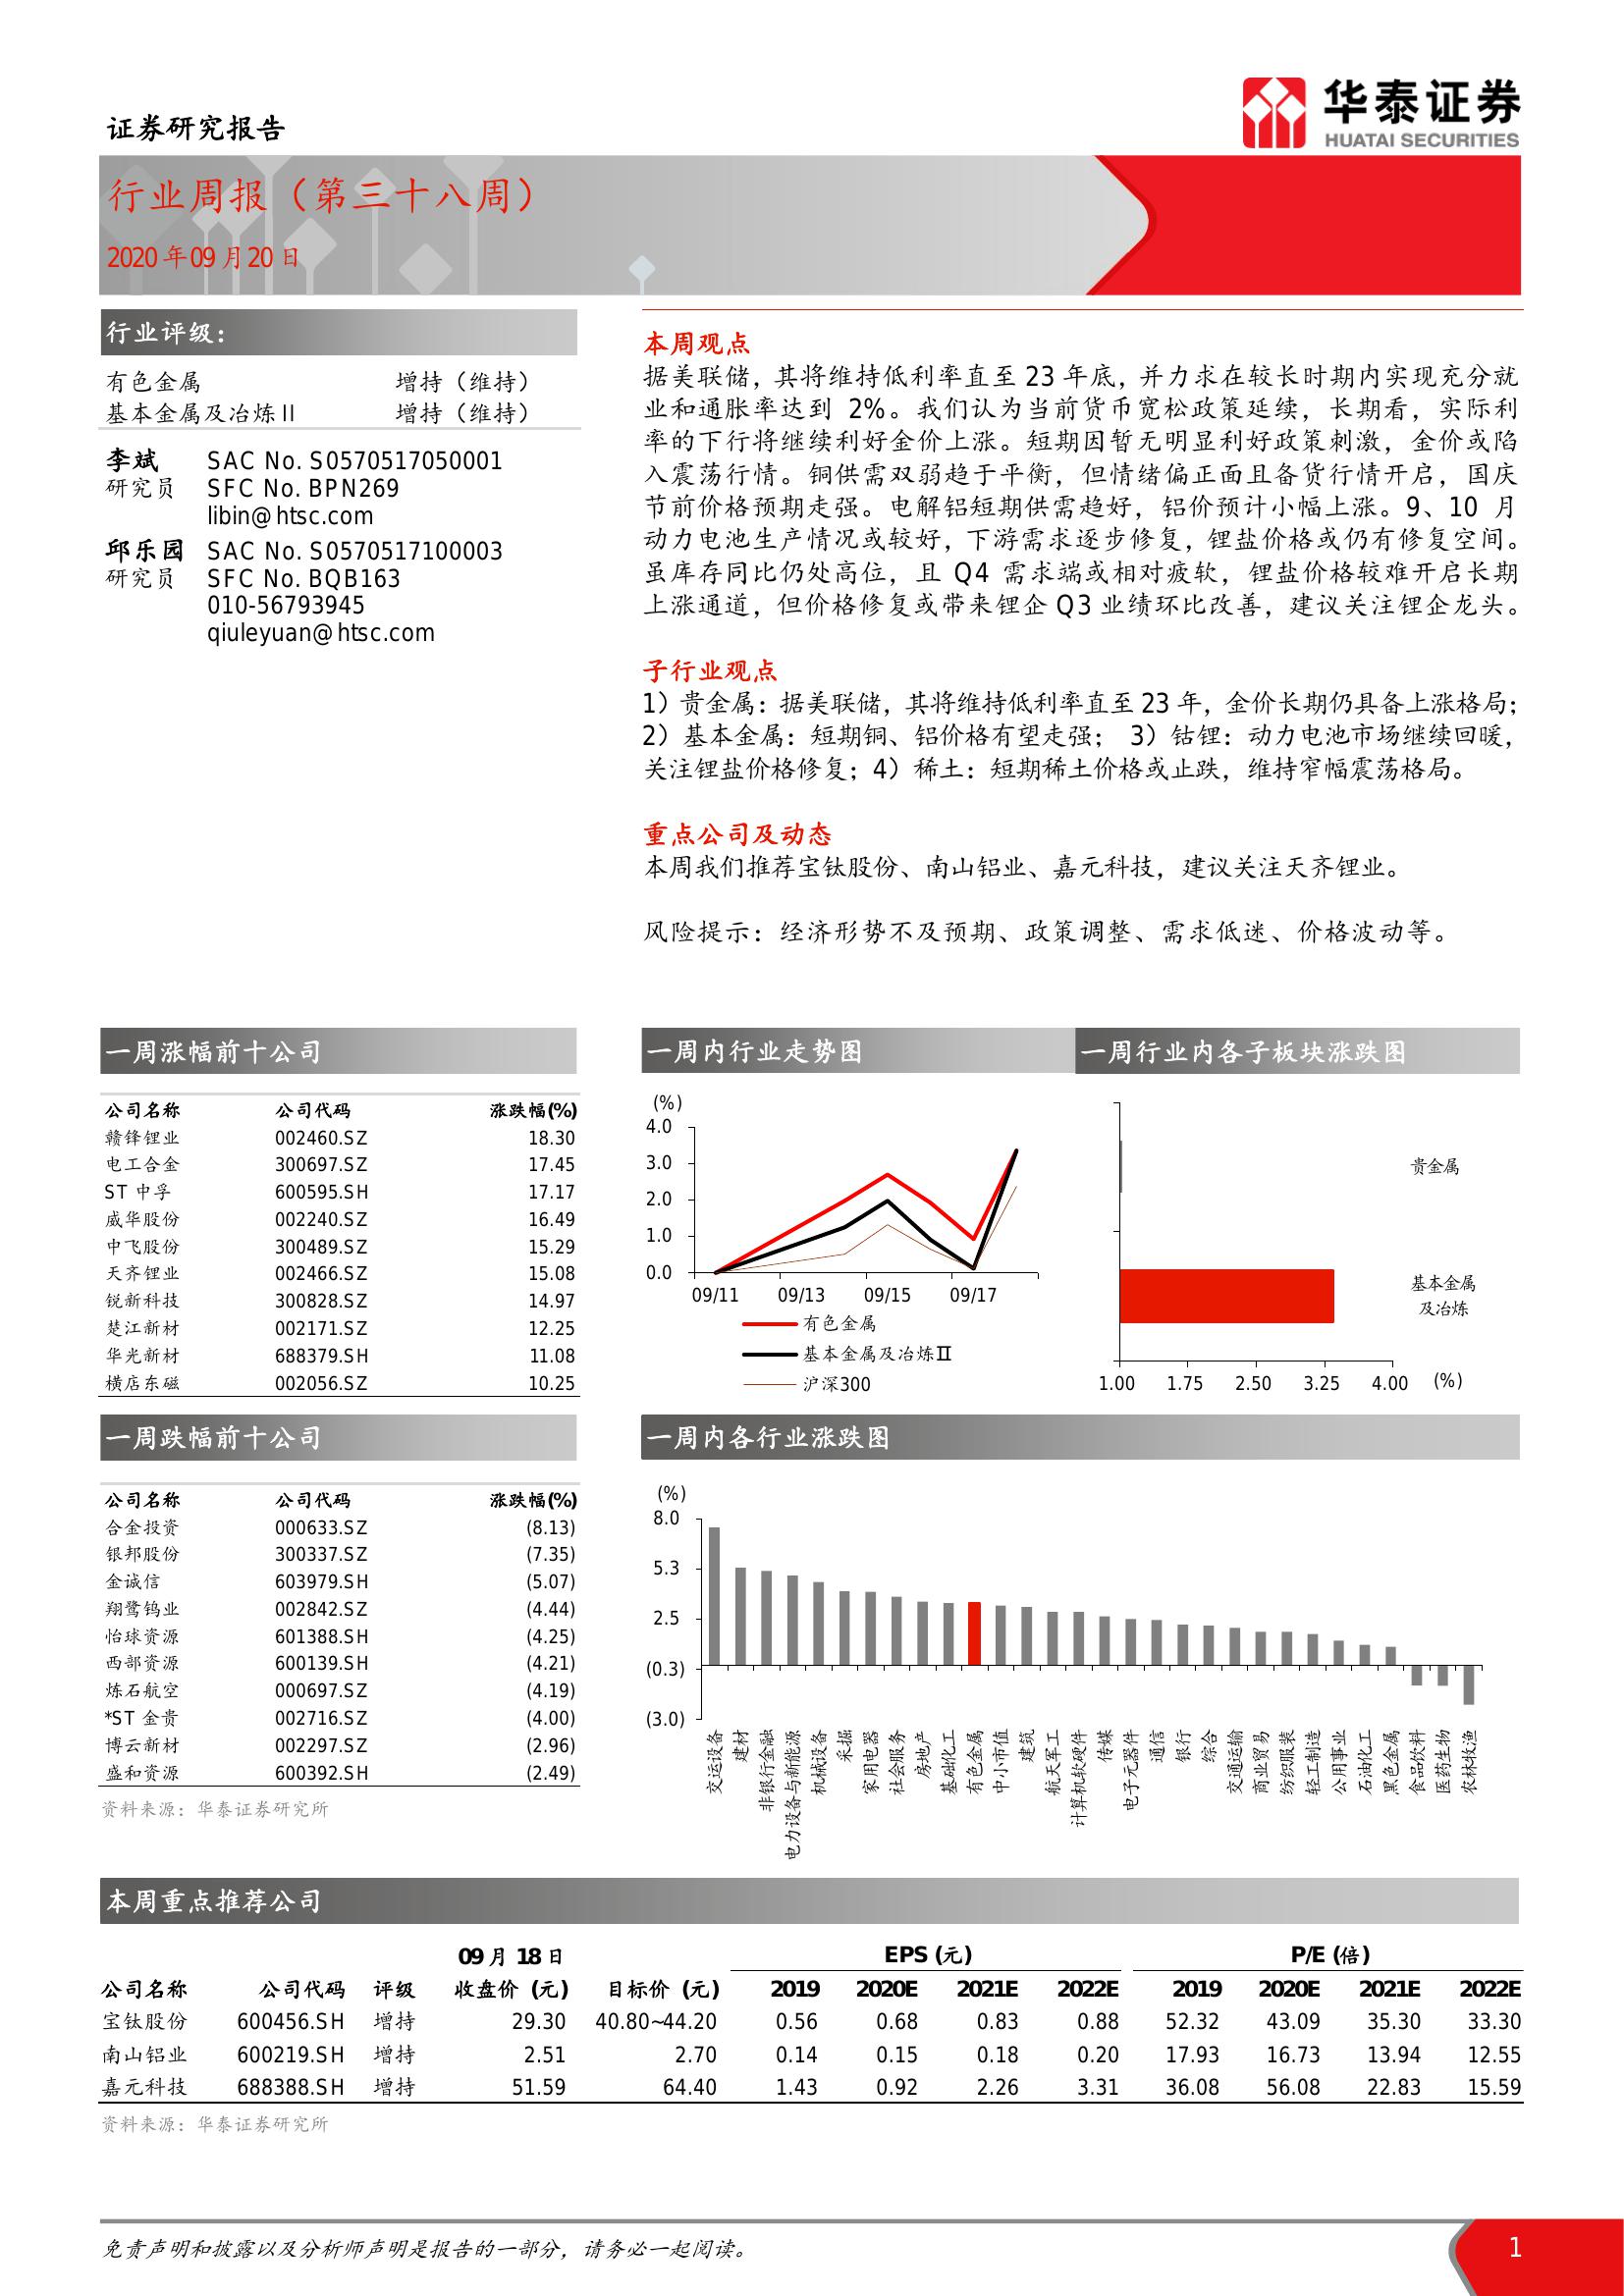 华泰证券
HUATAI SECURITIES
证券研究报告
行业周报（第三十八周）
2020年09月20日
行业评级：
有色金属 增持（维持）
基本金属及冶炼II 增持（维持）
李斌 SAC No. S0570517050001
研究员 SFC No. BPN269
libin@htsc.com
邱乐园 SAC No. S0570517100003
研究员 SFC No. BQB163
010-56793945
qiuleyuan@htsc.com
本周观点
据美联储，其将维持低利率直至 23 年底，并力求在较长时期内实现充分就
业和通胀率达到 2%。我们认为当前货币宽松政策延续，长期看，实际利
率的下行将继续利好金价上涨。短期因暂无明显利好政策刺激，金价或陷
入震荡行情。铜供需双弱趋于平衡，但情绪偏正面且备货行情开启，国庆
节前价格预期走强。电解铝短期供需趋好，铝价预计小幅上涨。9、10 月
动力电池生产情况或较好，下游需求逐步修复，锂盐价格或仍有修复空间。
虽库存同比仍处高位，且 Q4 需求端或相对疲软，锂盐价格较难开启长期
上涨通道，但价格修复或带来锂企 Q3 业绩环比改善，建议关注锂企龙头。
子行业观点
1）贵金属：据美联储，其将维持低利率直至 23 年，金价长期仍具备上涨格局；
2）基本金属：短期铜、铝价格有望走强； 3）钴锂：动力电池市场继续回暖，
关注锂盐价格修复；4）稀土：短期稀土价格或止跌，维持窄幅震荡格局。
重点公司及动态
本周我们推荐宝钛股份、南山铝业、嘉元科技，建议关注天齐锂业。
风险提示：经济形势不及预期、政策调整、需求低迷、价格波动等。
一周涨幅前十公司
公司名称 公司代码 涨跌幅(%)
赣锋锂业 002460.SZ 18.30
电工合金 300697.SZ 17.45
ST 中孚 600595.SH 17.17
威华股份 002240.SZ 16.49
中飞股份 300489.SZ 15.29
天齐锂业 002466.SZ 15.08
锐新科技 300828.SZ 14.97
楚江新材 002171.SZ 12.25
华光新材 688379.SH 11.08
横店东磁 002056.SZ 10.25
一周内行业走势图
(%)
4.0
3.0
2.0
1.0
0.0
09/11 09/13 09/15 09/17
有色金属
基本金属及冶炼Ⅱ
沪深300
一周行业内各子板块涨跌图
贵金属
基本金属
及冶炼
1.00 1.75 2.50 3.25 4.00 (%)
一周跌幅前十公司
公司名称 公司代码 涨跌幅(%)
合金投资 000633.SZ (8.13)
银邦股份 300337.SZ (7.35)
金诚信 603979.SH (5.07)
翔鹭钨业 002842.SZ (4.44)
怡球资源 601388.SH (4.25)
西部资源 600139.SH (4.21)
炼石航空 000697.SZ (4.19)
*ST 金贵 002716.SZ (4.00)
博云新材 002297.SZ (2.96)
盛和资源 600392.SH (2.49)
资料来源：华泰证券研究所
一周内各行业涨跌图
(%)
8.0
5.3
2.5
(0.3)
(3.0)
交运设备
建材
非银行金融
电力设备与新能源
机械设备
采掘
家用电器
社会服务
房地产
基础化工
有色金属
中小市值
建筑
航天军工
计算机软硬件
传媒
电子元器件
通信
银行
综合
交通运输
商业贸易
纺织服装
轻工制造
公用事业
石油化工
黑色金属
食品饮料
医药生物
农林牧渔
本周重点推荐公司
09 月 18 日 EPS (元) P/E (倍)
公司名称 公司代码 评级 收盘价 (元) 目标价 (元) 2019 2020E 2021E 2022E 2019 2020E 2021E 2022E
宝钛股份 600456.SH 增持 29.30 40.80~44.20 0.56 0.68 0.83 0.88 52.32 43.09 35.30 33.30
南山铝业 600219.SH 增持 2.51 2.70 0.14 0.15 0.18 0.20 17.93 16.73 13.94 12.55
嘉元科技 688388.SH 增持 51.59 64.40 1.43 0.92 2.26 3.31 36.08 56.08 22.83 15.59
资料来源：华泰证券研究所
免责声明和披露以及分析师声明是报告的一部分，请务必一起阅读。 1